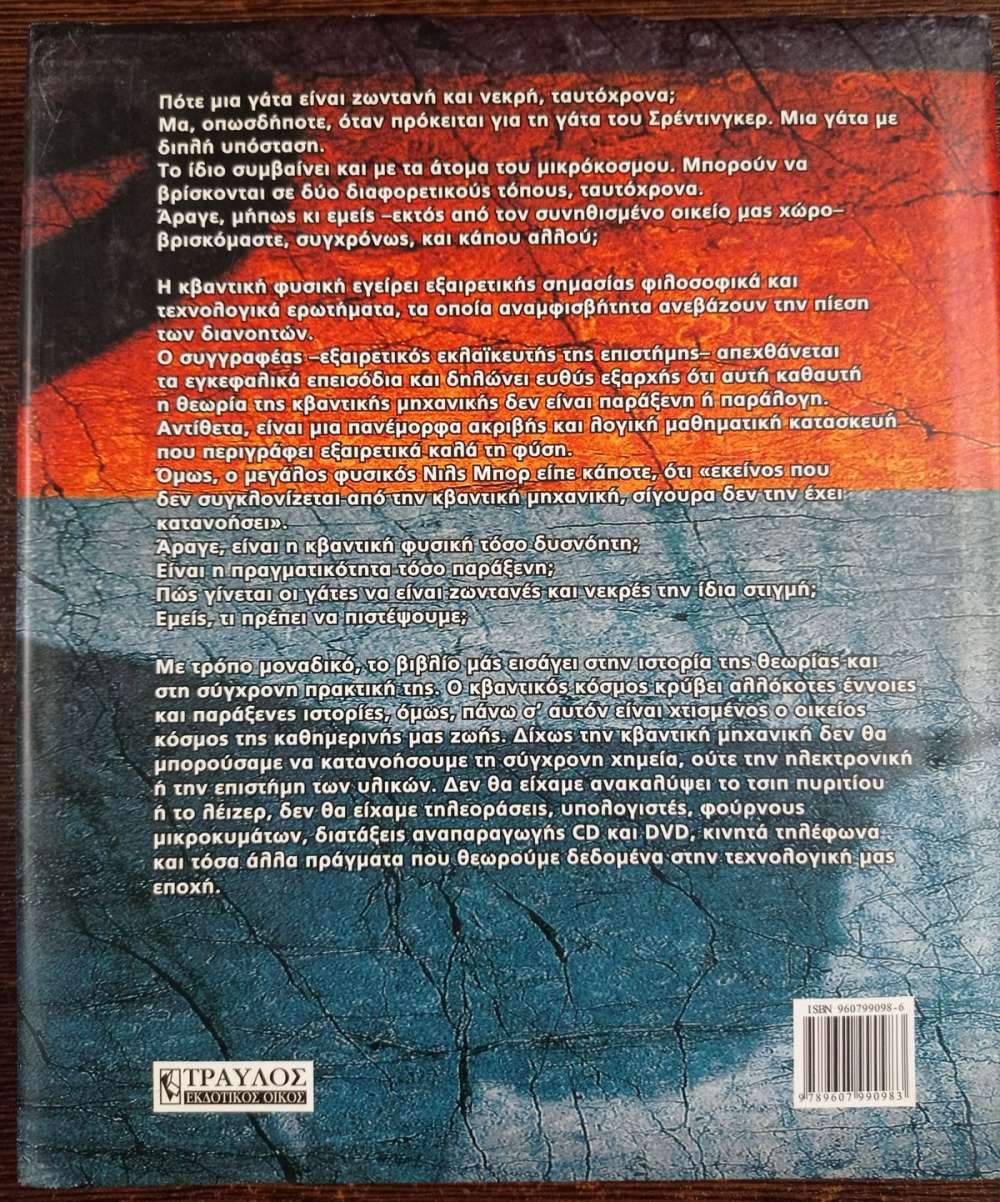 Πότε μια γάτα είναι ζωντανή και νεκρή, ταυτόχρονα;
Μα, οπωσδήποτε, όταν πρόκειται για τη γάτα του Σρέντινγκερ. Μια γάτα με
διπλή υπόσταση.
Το ίδιο συμβαίνει και με τα άτομα του μικρόκοσμου. Μπορούν να
βρίσκονται σε δύο διαφορετικούς τόπους, ταυτόχρονα.
Άραγε, μήπως κι εμείς –εκτός από τον συνηθισμένο οικείο μας χώρο–
βρισκόμαστε, συγχρόνως, και κάπου αλλού;
Η κβαντική φυσική εγείρει εξαιρετικής σημασίας φιλοσοφικά και
τεχνολογικά ερωτήματα, τα οποία αναμφισβήτητα ανεβάζουν την πίεση
των διανοητών.
Ο συγγραφέας –εξαιρετικός εκλαϊκευτής της επιστήμης– απεχθάνεται
τα εγκεφαλικά επεισόδια και δηλώνει ευθύς εξαρχής ότι αυτή καθαυτή
η θεωρία της κβαντικής μηχανικής δεν είναι παράξενη ή παράλογη.
Αντίθετα, είναι μια πανέμορφα ακριβής και λογική μαθηματική κατασκευή
που περιγράφει εξαιρετικά καλά τη φύση.
Όμως, ο μεγάλος φυσικός Νιλς Μπορ είπε κάποτε, ότι «εκείνος που
δεν συγκλονίζεται από την κβαντική μηχανική, σίγουρα δεν την έχει
κατανοήσει».
Άραγε, είναι η κβαντική φυσική τόσο δυσνόητη;
Είναι η πραγματικότητα τόσο παράξενη;
Πώς γίνεται οι γάτες να είναι ζωντανές και νεκρές την ίδια στιγμή;
Εμείς, τι πρέπει να πιστέψουμε;
Με τρόπο μοναδικό, το βιβλίο μάς εισάγει στην ιστορία της θεωρίας και
στη σύγχρονη πρακτική της. Ο κβαντικός κόσμος κρύβει αλλόκοτες έννοιες
και παράξενες ιστορίες, όμως, πάνω σ' αυτόν είναι χτισμένος ο οικείος
κόσμος της καθημερινής μας ζωής. Δίχως την κβαντική μηχανική δεν θα
μπορούσαμε να κατανοήσουμε τη σύγχρονη χημεία, ούτε την ηλεκτρονική
ή την επιστήμη των υλικών. Δεν θα είχαμε ανακαλύψει το τσιπ πυριτίου
ή το λέιζερ, δεν θα είχαμε τηλεοράσεις, υπολογιστές, φούρνους
μικροκυμάτων, διατάξεις αναπαραγωγής CD και DVD, κινητά τηλέφωνα
και τόσα άλλα πράγματα που θεωρούμε δεδομένα στην τεχνολογική μας
εποχή.
ISBN 960799098-6
9 789607 990983
ΤΡΑΥΛΟΣ
ΕΚΔΟΤΙΚΟΣ ΟΙΚΟΣ